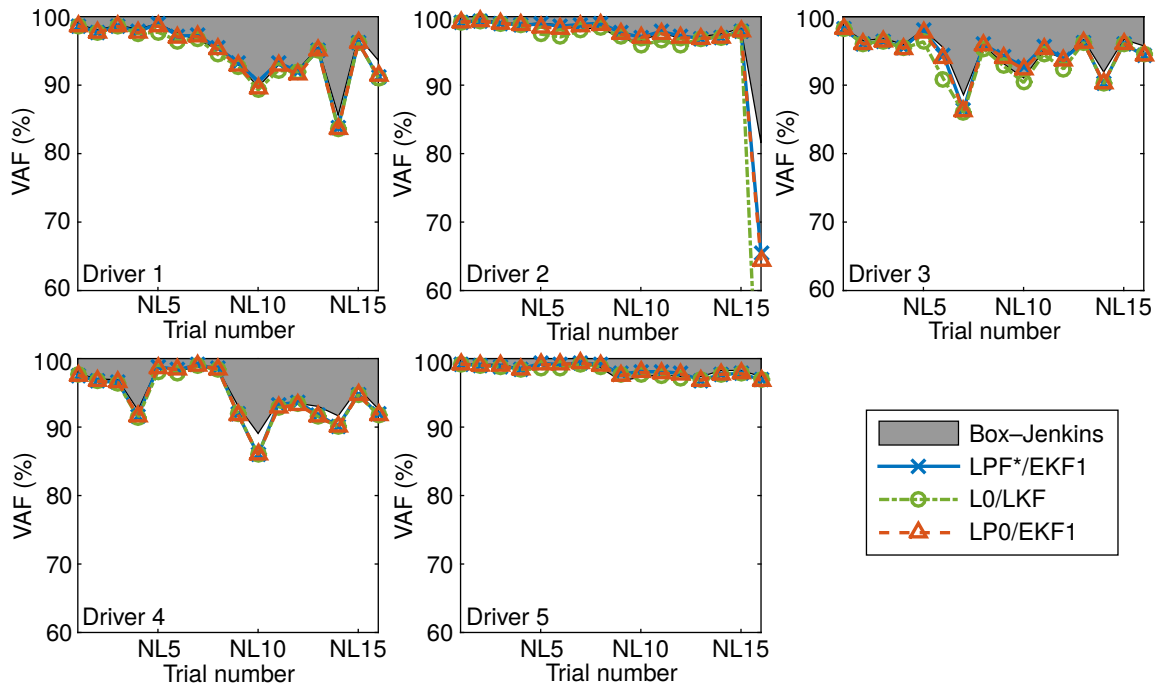 100
90
80
70
60
VAF (%)
Driver 1
NL5 NL10 NL15
Trial number
100
90
80
70
60
VAF (%)
Driver 2
NL5 NL10 NL15
Trial number
100
90
80
70
60
VAF (%)
Driver 3
NL5 NL10 NL15
Trial number
100
90
80
70
60
VAF (%)
Driver 4
NL5 NL10 NL15
Trial number
100
90
80
70
60
VAF (%)
Driver 5
NL5 NL10 NL15
Trial number
Box–Jenkins
LPF*/EKF1
L0/LKF
LP0/EKF1